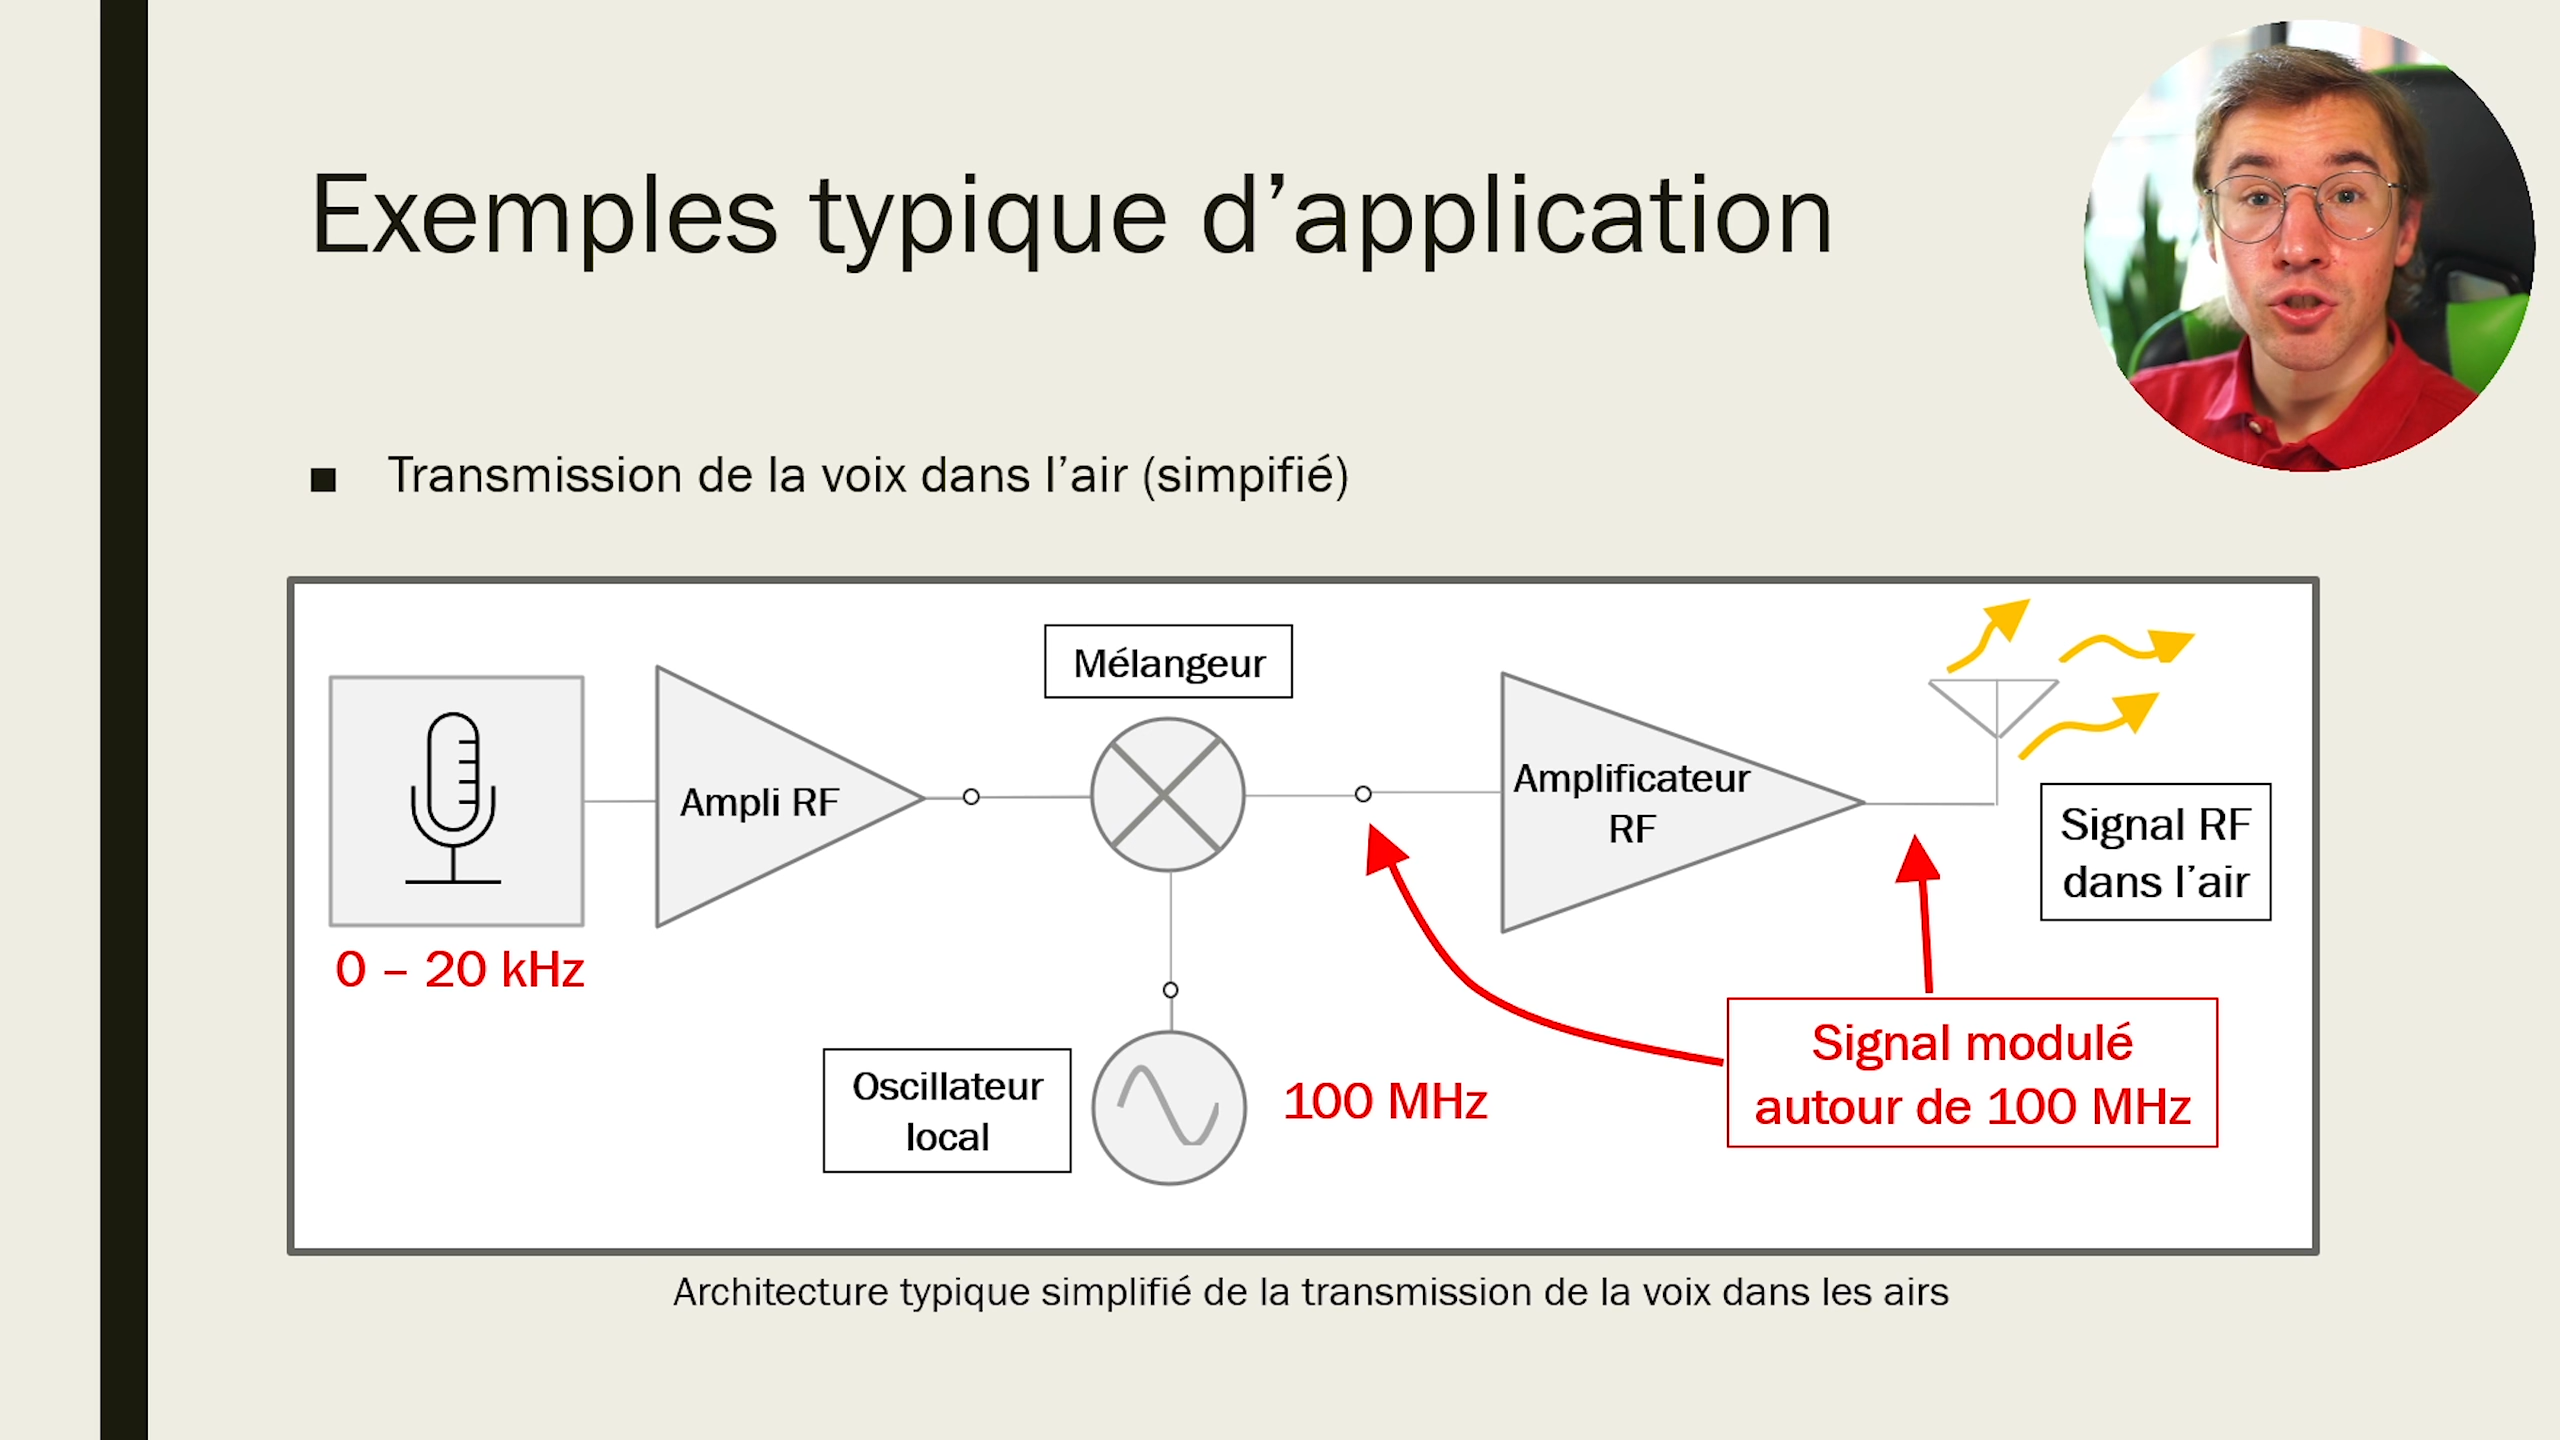 Exemples typique d’application
Transmission de la voix dans l’air (simpifié)
Mélangeur
Ampli RF
Amplificateur
RF
Signal RF
dans l’air
0 – 20 kHz
Oscillateur
local
100 MHz
Signal modulé
autour de 100 MHz
Architecture typique simplifié de la transmission de la voix dans les airs